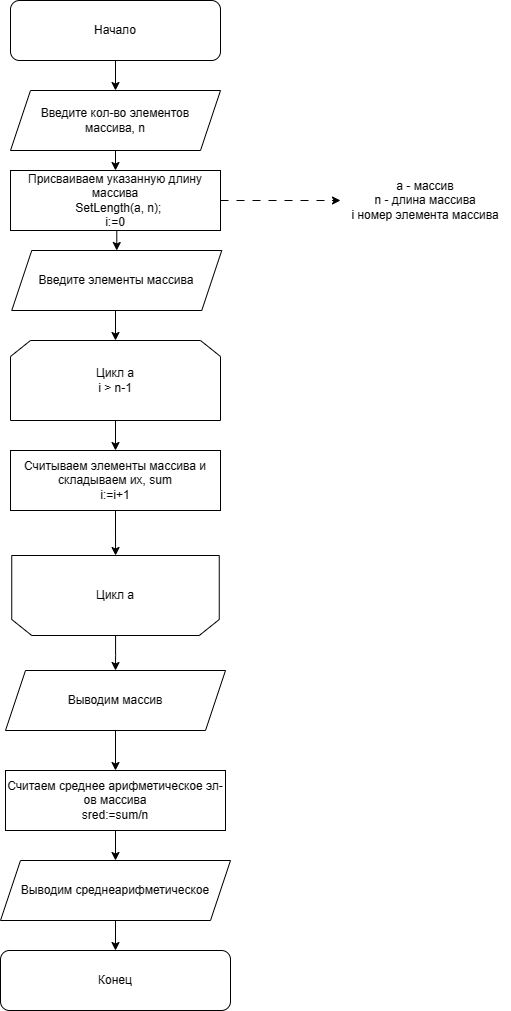 Начало
Введите кол-во элементов
массива, n
Присваиваем указанную длину
массива
SetLength(a, n);
i:=0
a - массив
n - длина массива
i номер элемента массива
Введите элементы массива
Цикл a
i > n-1
Считываем элементы массива и
складываем их, sum
i:=i+1
Цикл a
Выводим массив
Считаем среднее арифметическое эл-
ов массива
sred:=sum/n
Выводим среднеарифметическое
Конец